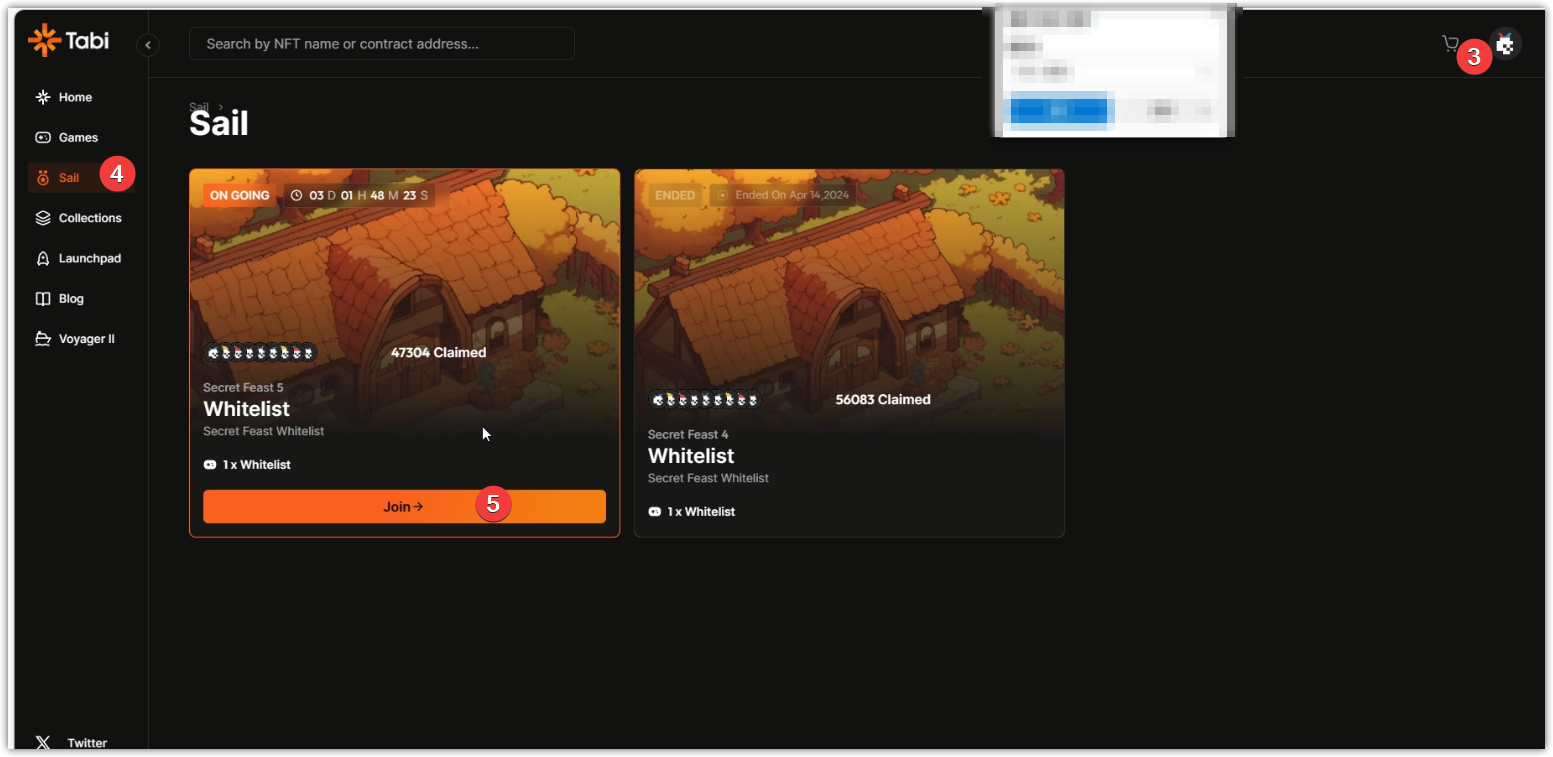 Tabi
Search by NFT name or contract address...
3
Home
Games
Sail
4
Collections
Launchpad
Blog
Voyager II
Twitter
Sail >
Sail
ON GOING
03 D 01 H 48 M 23 S
47304 Claimed
Secret Feast 5
Whitelist
Secret Feast Whitelist
1 x Whitelist
Join →
5
ENDED
Ended On Apr 14,2024
56083 Claimed
Secret Feast 4
Whitelist
Secret Feast Whitelist
1 x Whitelist